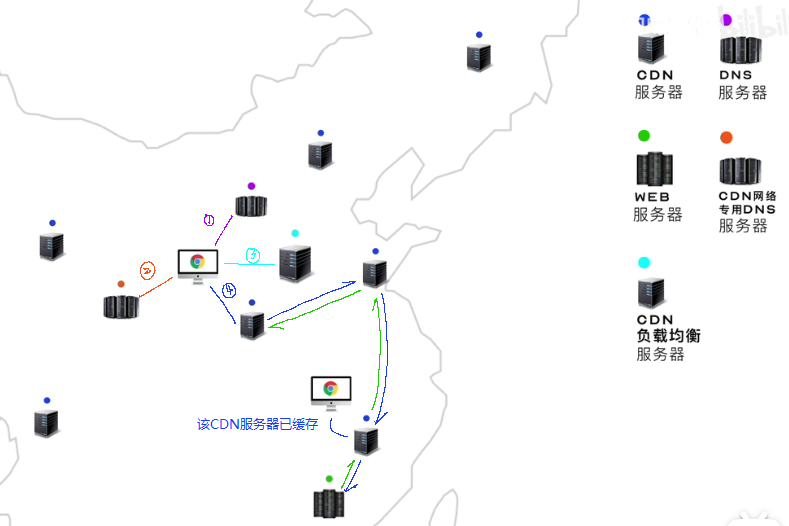 bilibili
CDN
服务器
DNS
服务器
WEB
服务器
CDN网络
专用DNS
服务器
CDN
负载均衡
服务器
①
②
③
④
该CDN服务器已缓存